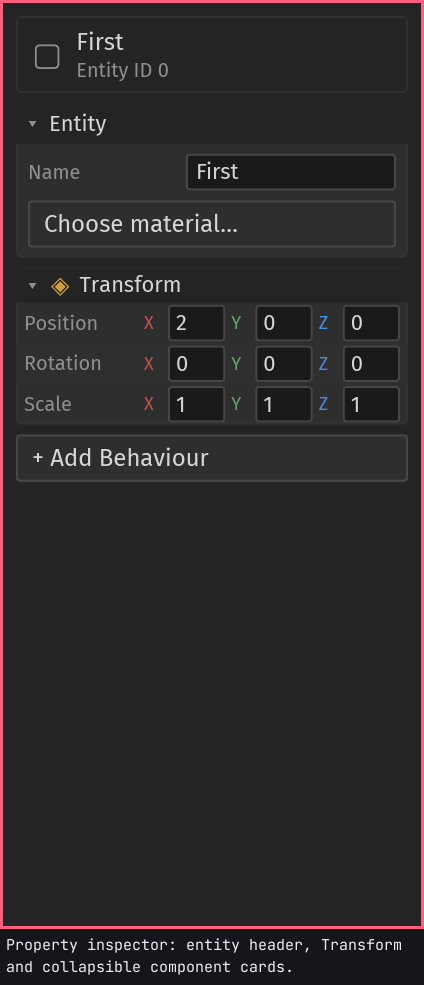 First
Entity ID 0
Entity
Name First
Choose material...
Transform
Position X 2 Y 0 Z 0
Rotation X 0 Y 0 Z 0
Scale X 1 Y 1 Z 1
+ Add Behaviour
Property inspector: entity header, Transform
and collapsible component cards.